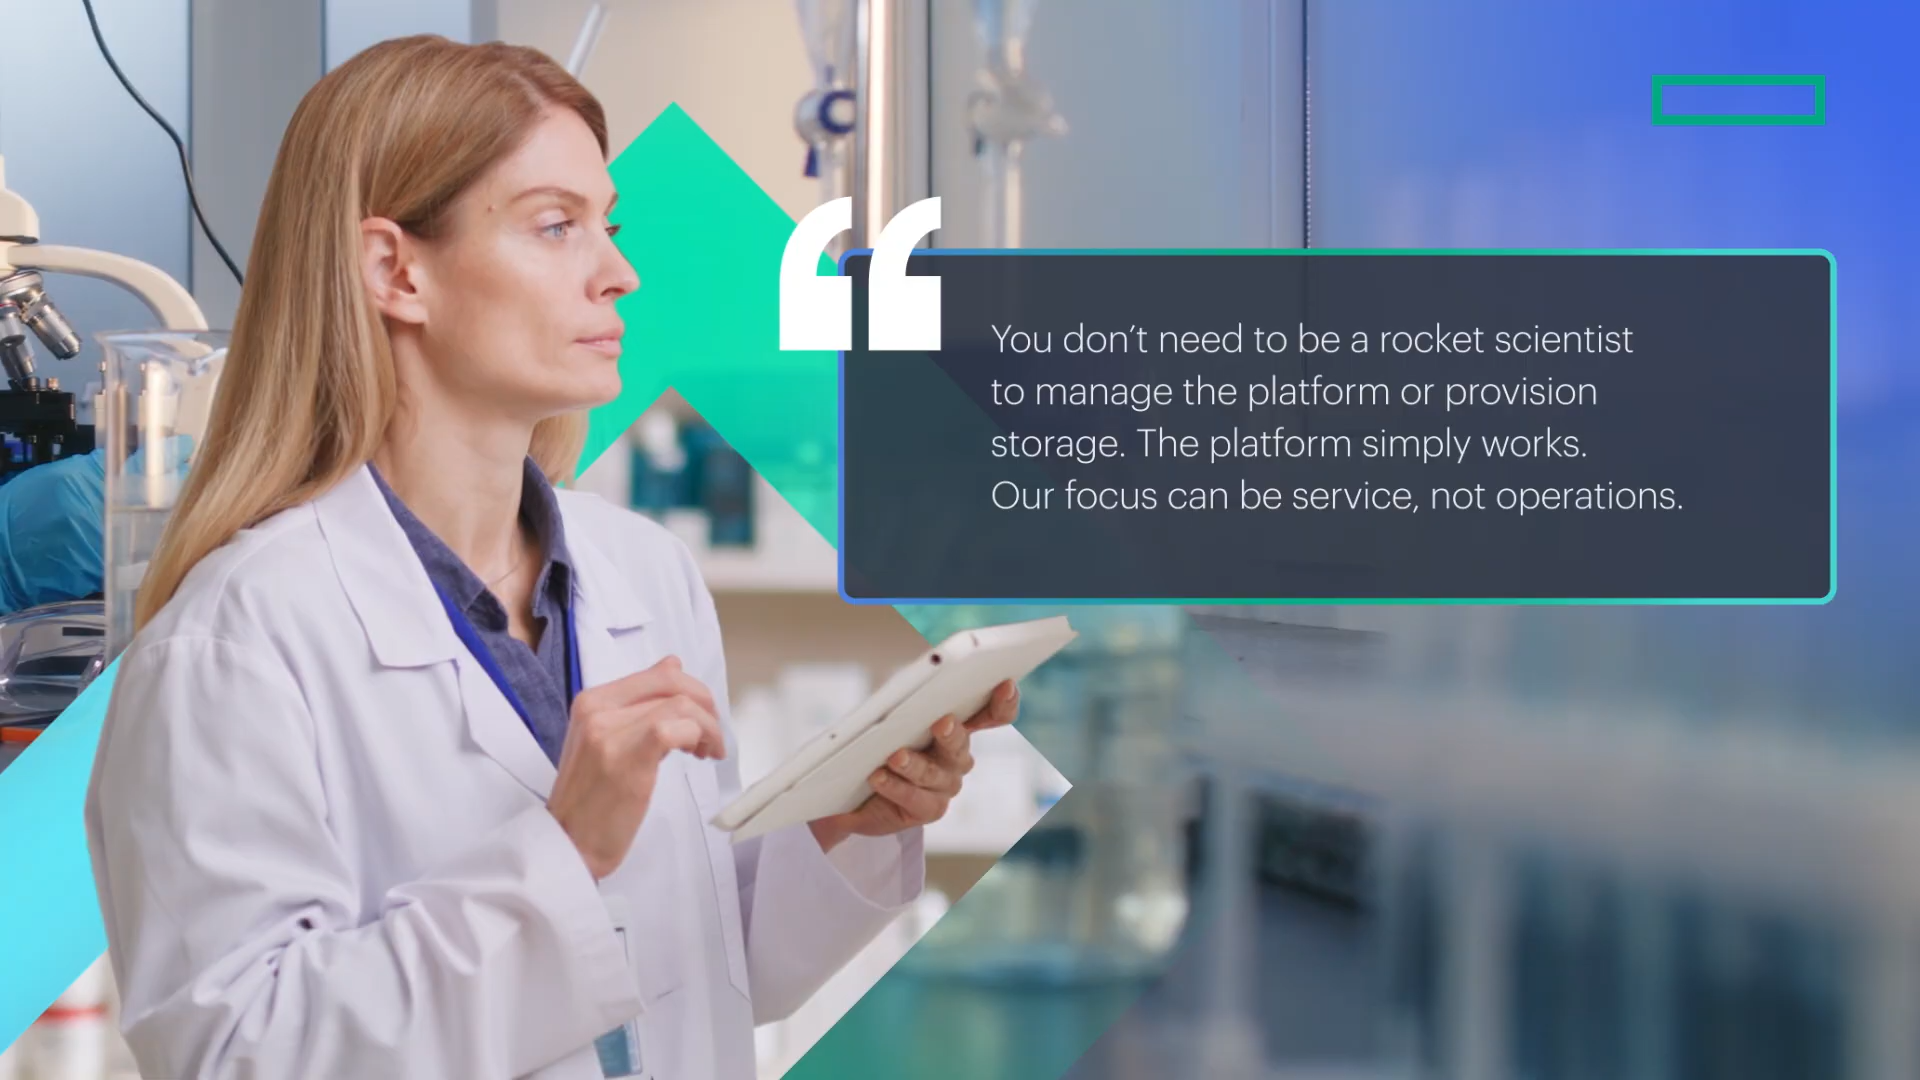 You don’t need to be a rocket scientist
to manage the platform or provision
storage. The platform simply works.
Our focus can be service, not operations.